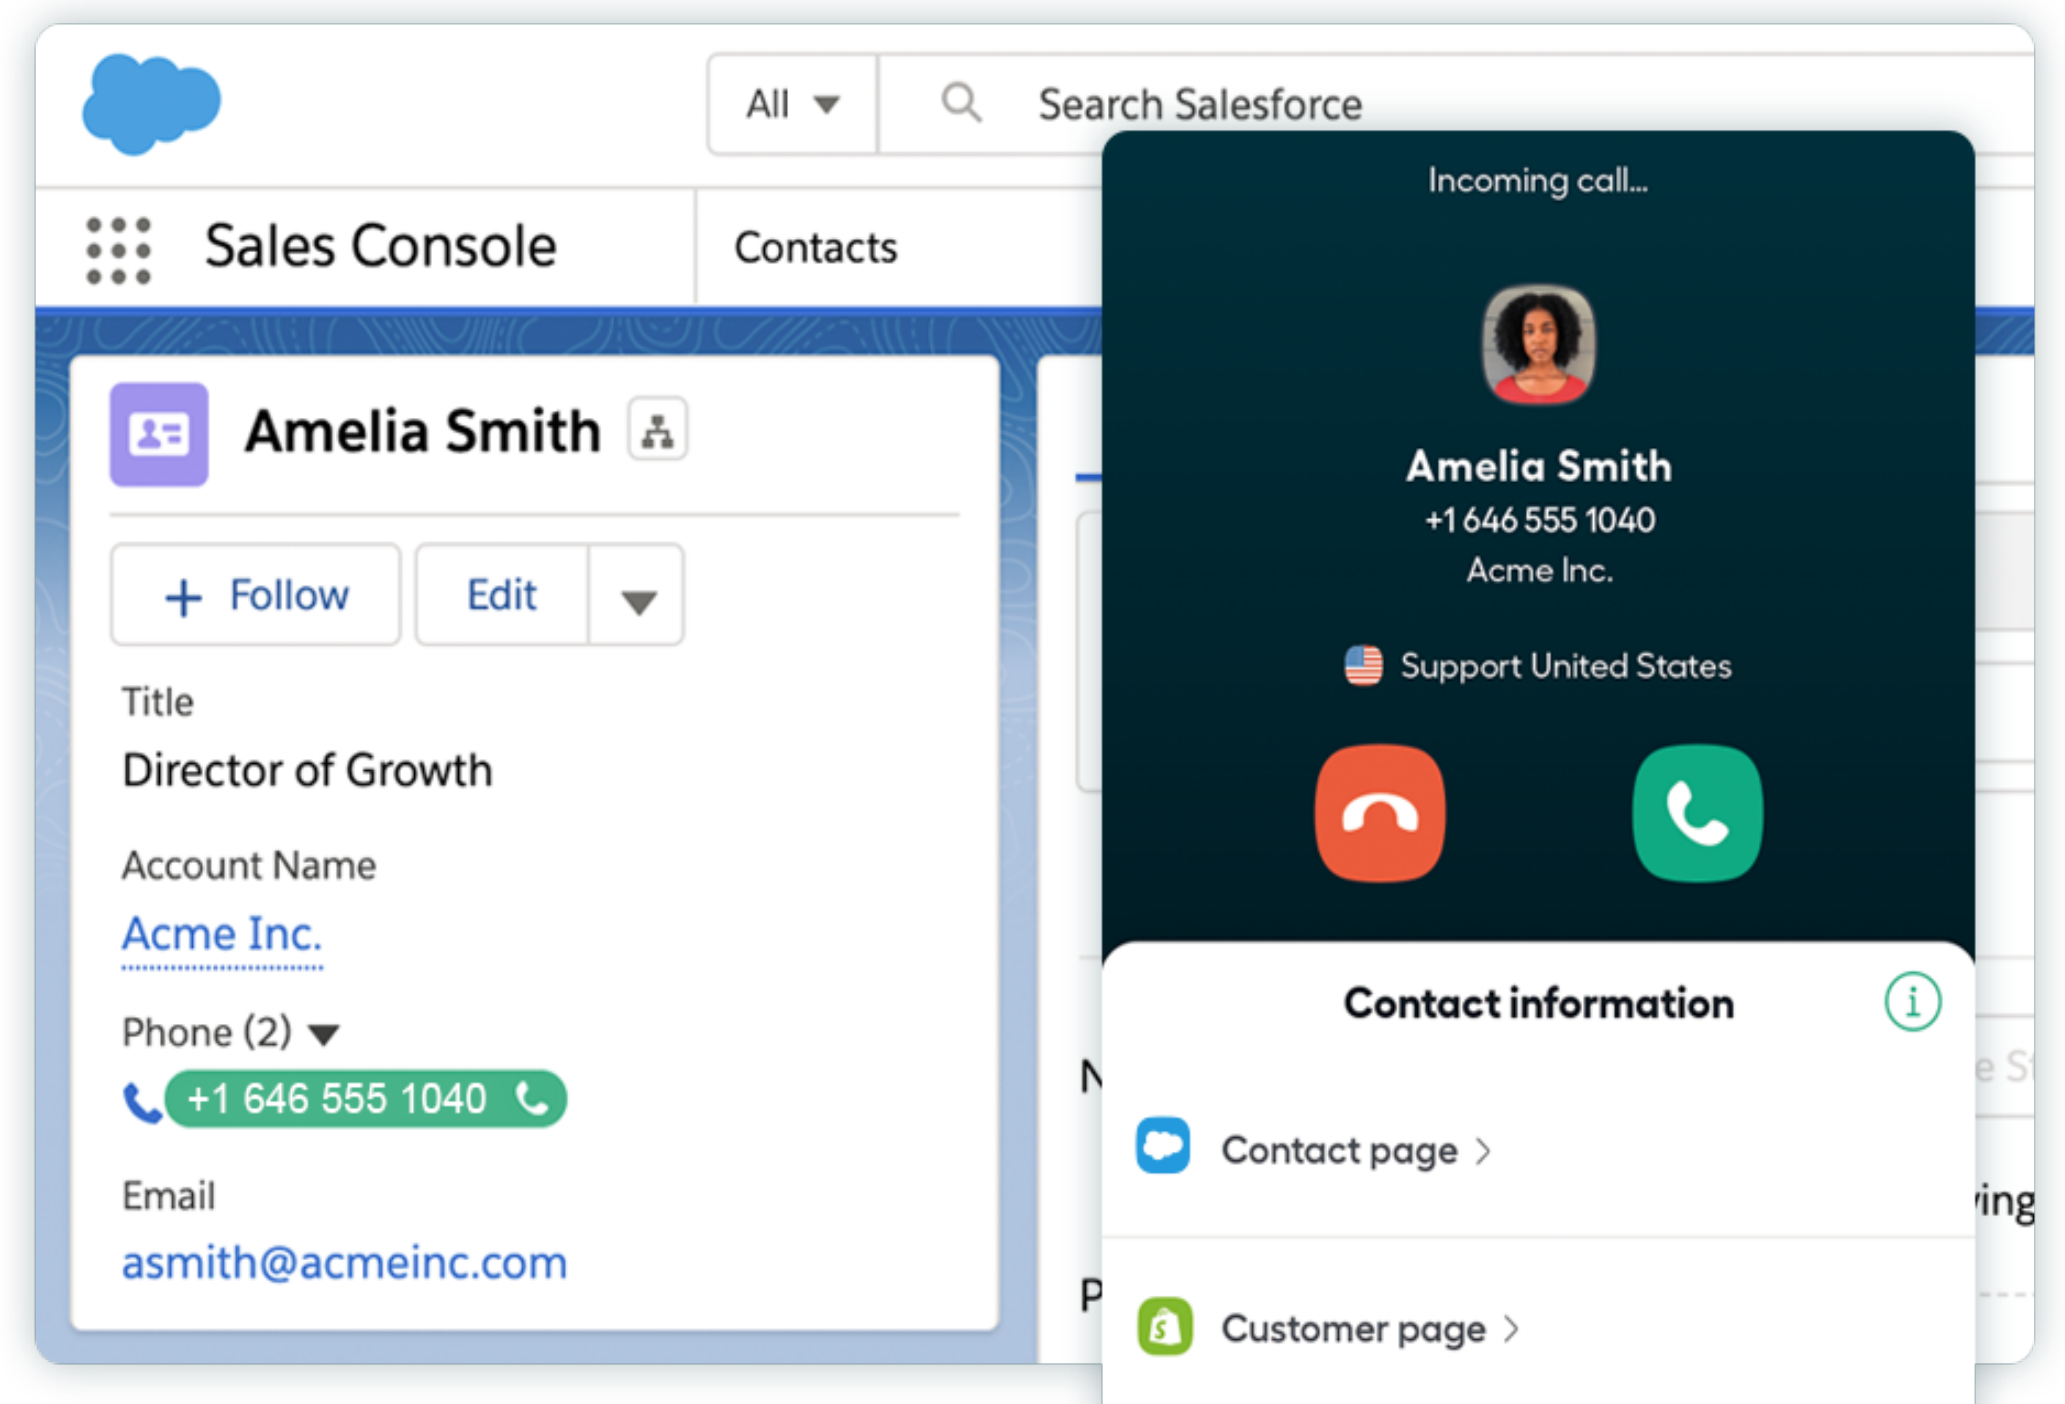 All
Search Salesforce
Sales Console
Contacts
Amelia Smith
+ Follow
Edit
Title
Director of Growth
Account Name
Acme Inc.
Phone (2)
+1 646 555 1040
Email
asmith@acmeinc.com
Incoming call...
Amelia Smith
+1 646 555 1040
Acme Inc.
Support United States
Contact information
Contact page
Customer page